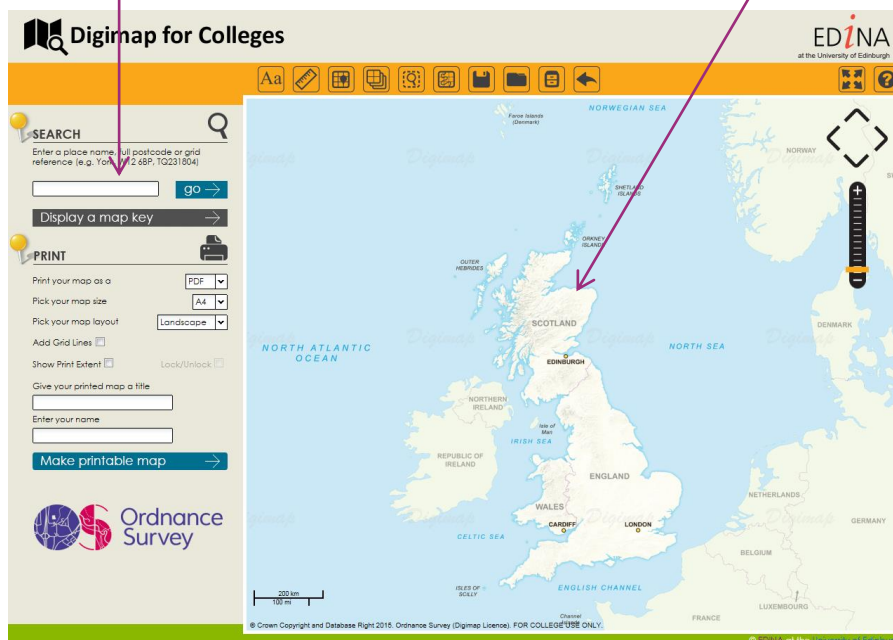 Digimap for Colleges
EDINA
at the University of Edinburgh
Aa
SEARCH
Enter a place name, full postcode or grid
reference (e.g. York, W12 6BP, TQ231804)
go
Display a map key
PRINT
Print your map as a
PDF
Pick your map size
A4
Pick your map layout
Landscape
Add Grid Lines
Show Print Extent
Lock/Unlock
Give your printed map a title
Enter your name
Make printable map
Ordnance
Survey
NORWEGIAN SEA
Faroe Islands
(Denmark)
NORWAY
Digimap
SHETLAND
ISLANDS
ORKNEY
ISLANDS
OUTER
HEBRIDES
SCOTLAND
DENMARK
NORTH ATLANTIC
OCEAN
NORTH SEA
EDINBURGH
NORTHERN
IRELAND
Isle of
Man
IRISH SEA
REPUBLIC OF
IRELAND
ENGLAND
NETHERLANDS
WALES
CARDIFF
LONDON
GERMANY
CELTIC SEA
BELGIUM
ISLES OF
SCILLY
ENGLISH CHANNEL
200 km
100 mi
LUXEMBOURG
Channel
FRANCE
© Crown Copyright and Database Right 2015. Ordnance Survey (Digimap Licence). FOR COLLEGE USE ONLY.